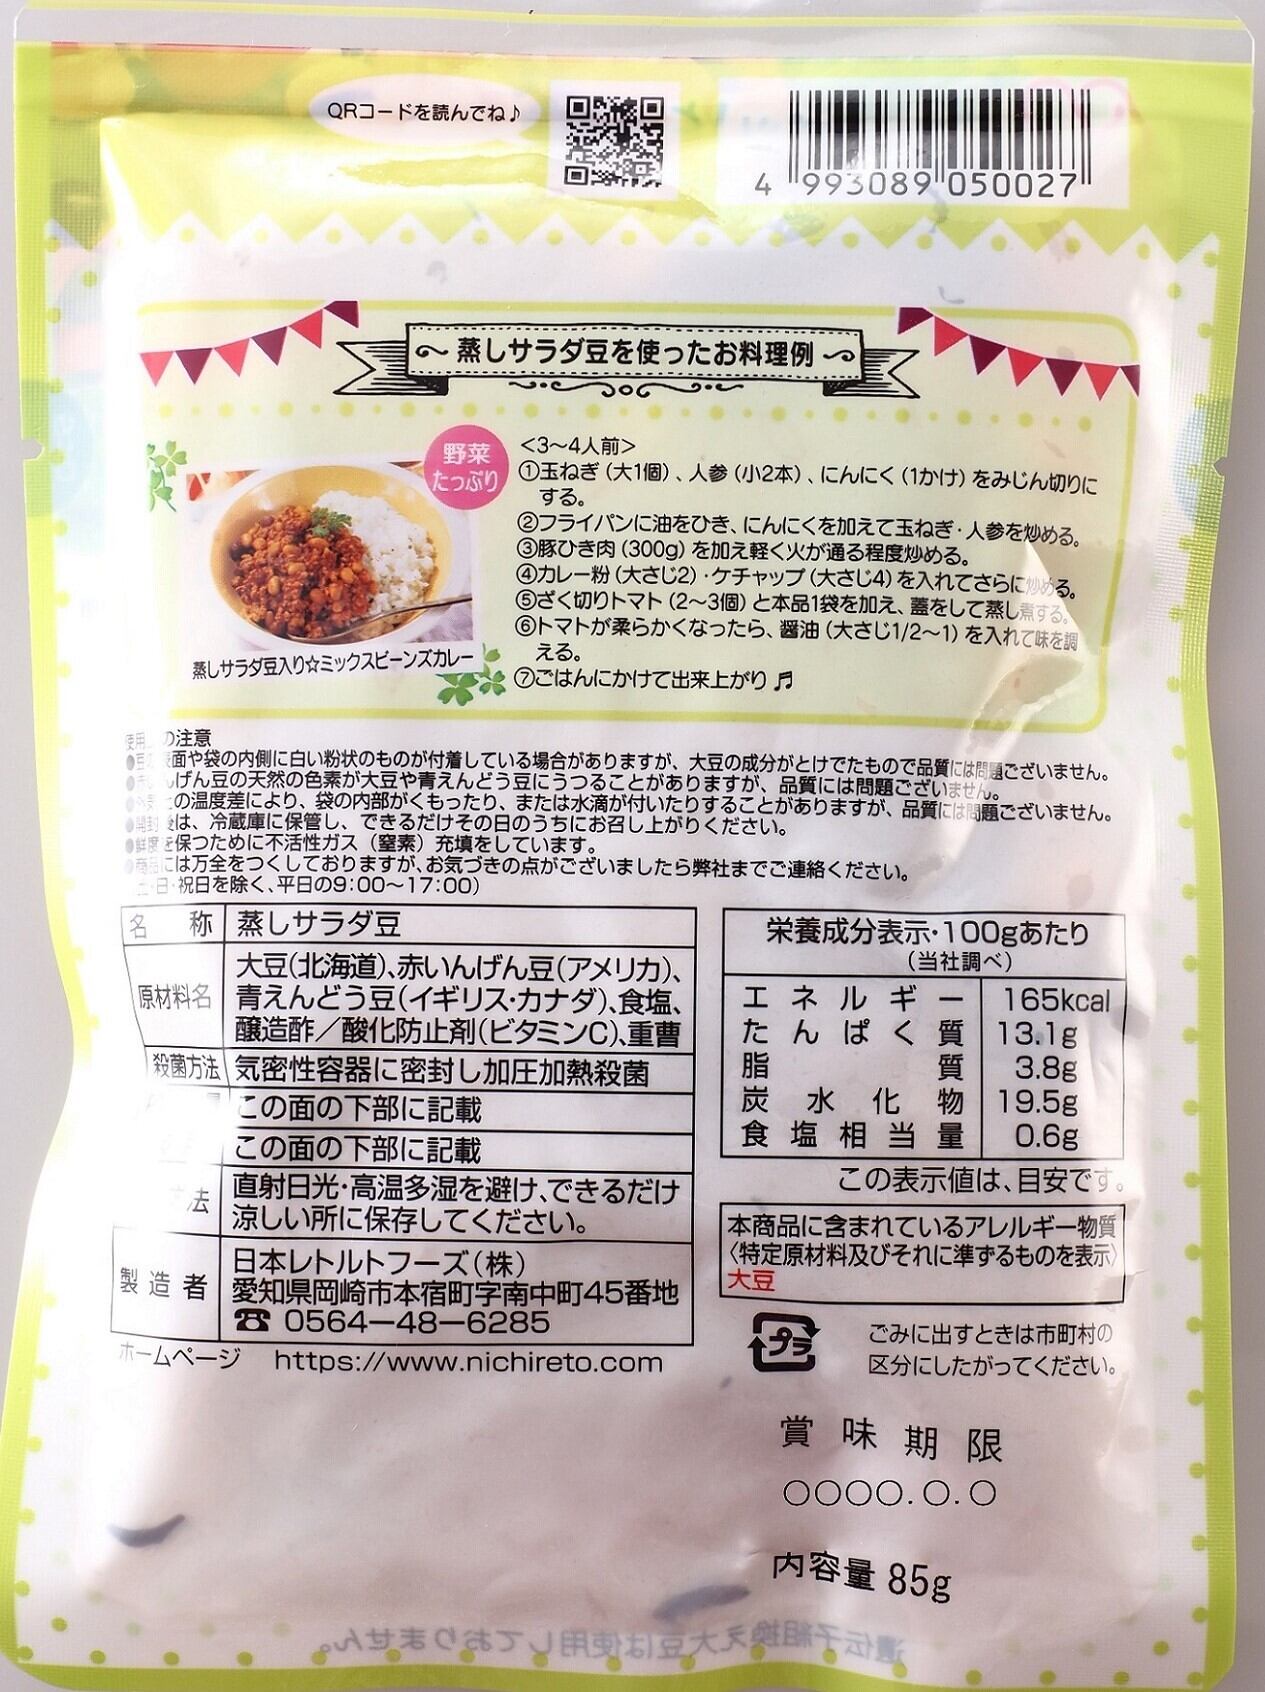 QRコードを読んでね♪
4 993089 050027
～ 蒸しサラダ豆を使ったお料理例 ～
野菜
たっぷり
蒸しサラダ豆入り☆ミックスビーンズカレー
＜3～4人前＞
①玉ねぎ（大1個）、人参（小2本）、にんにく（1かけ）をみじん切りに
する。
②フライパンに油をひき、にんにくを加えて玉ねぎ・人参を炒める。
③豚ひき肉（300g）を加え軽く火が通る程度炒める。
④カレー粉（大さじ2）・ケチャップ（大さじ4）を入れてさらに炒める。
⑤ざく切りトマト（2～3個）と本品1袋を加え、蓋をして蒸し煮する。
⑥トマトが柔らかくなったら、醤油（大さじ1/2～1）を入れて味を調
える。
⑦ごはんにかけて出来上がり♬
使用上の注意
●豆の表面や袋の内側に白い粉状のものが付着している場合がありますが、大豆の成分がとけでたもので品質には問題ございません。
●赤いんげん豆の天然の色素が大豆や青えんどう豆にうつることがありますが、品質には問題ございません。
との温度差により、袋の内部がくもったり、または水滴が付いたりすることがありますが、品質には問題ございません。
●開封後は、冷蔵庫に保管し、できるだけその日のうちにお召し上がりください。
●鮮度を保つために不活性ガス（窒素）充填をしています。
●商品には万全をつくしておりますが、お気づきの点がございましたら弊社までご連絡ください。
土・日・祝日を除く、平日の9:00～17:00）
名称 蒸しサラダ豆
原材料名 大豆（北海道）、赤いんげん豆（アメリカ）、
青えんどう豆（イギリス・カナダ）、食塩、
醸造酢／酸化防止剤（ビタミンC）、重曹
殺菌方法 気密性容器に密封し加圧加熱殺菌
この面の下部に記載
この面の下部に記載
方法 直射日光・高温多湿を避け、できるだけ
涼しい所に保存してください。
製造者 日本レトルトフーズ（株）
愛知県岡崎市本宿町字南中町45番地
☎ 0564－48－6285
ホームページ https://www.nichireto.com
栄養成分表示・100gあたり
（当社調べ）
エネルギー 165kcal
たんぱく質 13.1g
脂質 3.8g
炭水化物 19.5g
食塩相当量 0.6g
この表示値は、目安です。
本商品に含まれているアレルギー物質
〈特定原材料及びそれに準ずるものを表示〉
大豆
プラ
ごみに出すときは市町村の
区分にしたがってください。
賞味期限
○○○○.○.○
内容量 85g
遺伝子組換え大豆は使用しておりません。